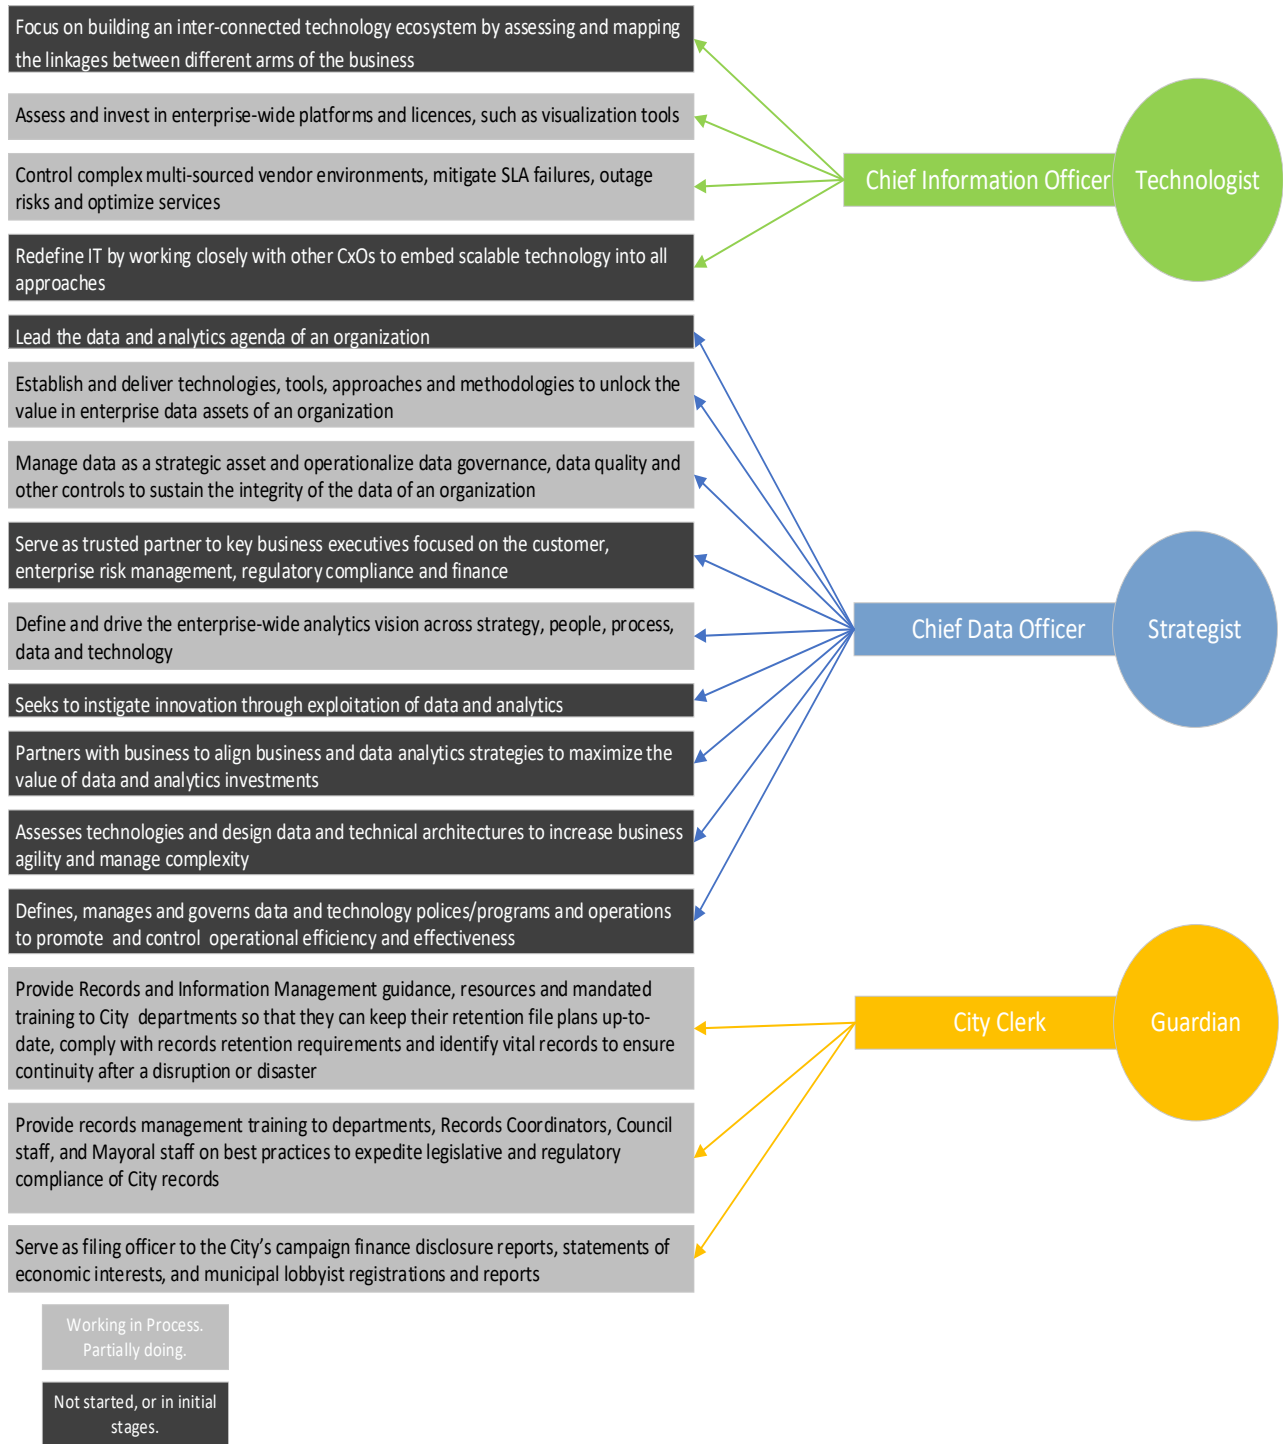 Focus on building an inter-connected technology ecosystem by assessing and mapping
the linkages between different arms of the business
Assess and invest in enterprise-wide platforms and licences, such as visualization tools
Control complex multi-sourced vendor environments, mitigate SLA failures, outage
risks and optimize services
Redefine IT by working closely with other CxOs to embed scalable technology into all
approaches
Chief Information Officer
Technologist
Lead the data and analytics agenda of an organization
Establish and deliver technologies, tools, approaches and methodologies to unlock the
value in enterprise data assets of an organization
Manage data as a strategic asset and operationalize data governance, data quality and
other controls to sustain the integrity of the data of an organization
Serve as trusted partner to key business executives focused on the customer,
enterprise risk management, regulatory compliance and finance
Define and drive the enterprise-wide analytics vision across strategy, people, process,
data and technology
Seeks to instigate innovation through exploitation of data and analytics
Partners with business to align business and data analytics strategies to maximize the
value of data and analytics investments
Assesses technologies and design data and technical architectures to increase business
agility and manage complexity
Defines, manages and governs data and technology polices/programs and operations
to promote  and control  operational efficiency and effectiveness
Chief Data Officer
Strategist
Provide Records and Information Management guidance, resources and mandated
training to City  departments so that they can keep their retention file plans up-to-
date, comply with records retention requirements and identify vital records to ensure
continuity after a disruption or disaster
Provide records management training to departments, Records Coordinators, Council
staff, and Mayoral staff on best practices to expedite legislative and regulatory
compliance of City records
Serve as filing officer to the City’s campaign finance disclosure reports, statements of
economic interests, and municipal lobbyist registrations and reports
City Clerk
Guardian
Working in Process.
Partially doing.
Not started, or in initial
stages.